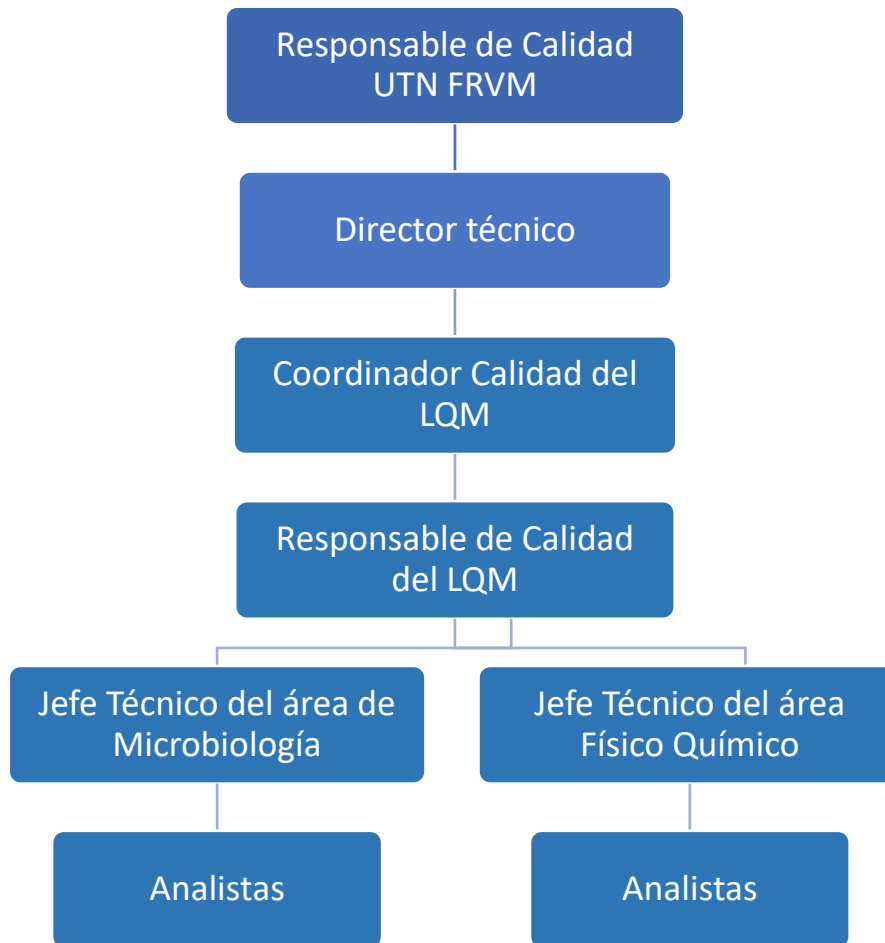 Responsable de Calidad
UTN FRVM
Director técnico
Coordinador Calidad del
LQM
Responsable de Calidad
del LQM
Jefe Técnico del área de
Microbiología
Jefe Técnico del área
Físico Químico
Analistas
Analistas